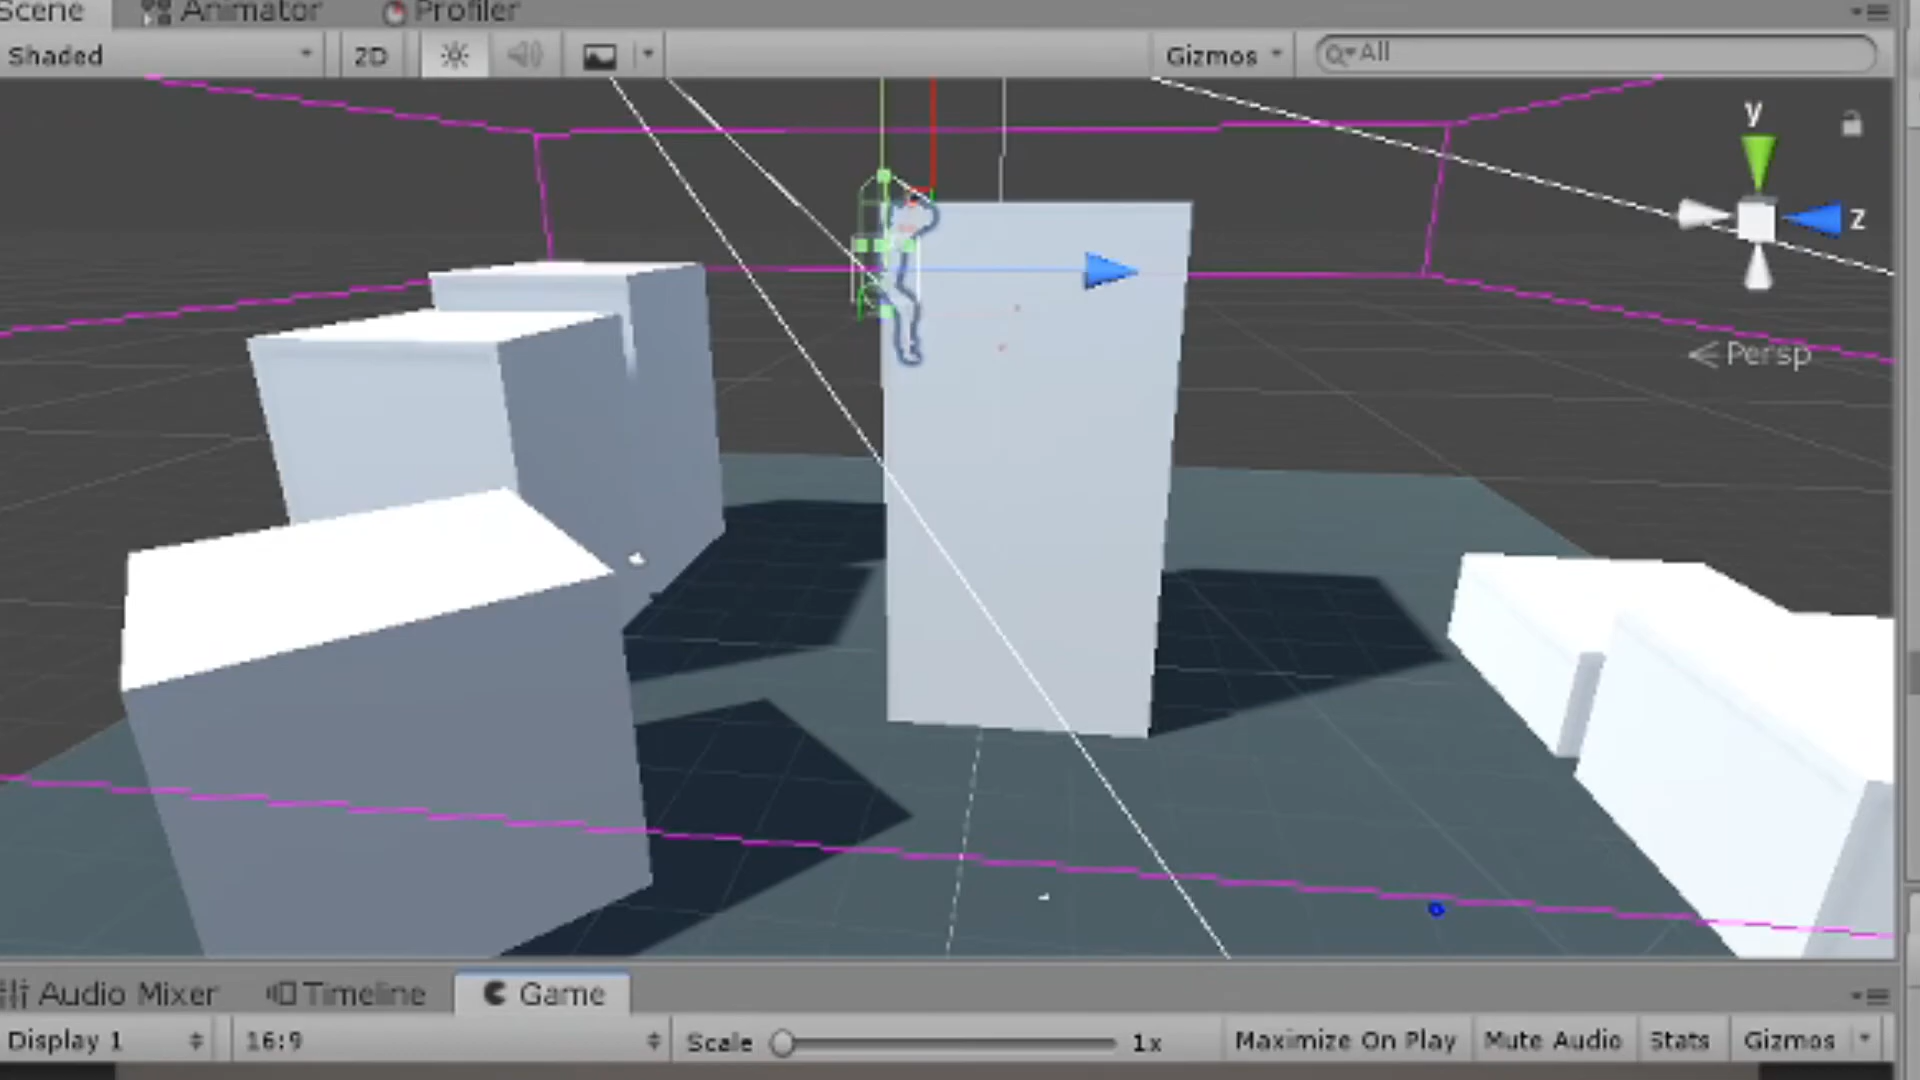 Scene Animator Profiler
Shaded 2D Gizmos All
y
z
< Persp
Audio Mixer Timeline Game
Display 1 16:9 Scale 1x Maximize On Play Mute Audio Stats Gizmos